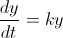 dy/dt = ky